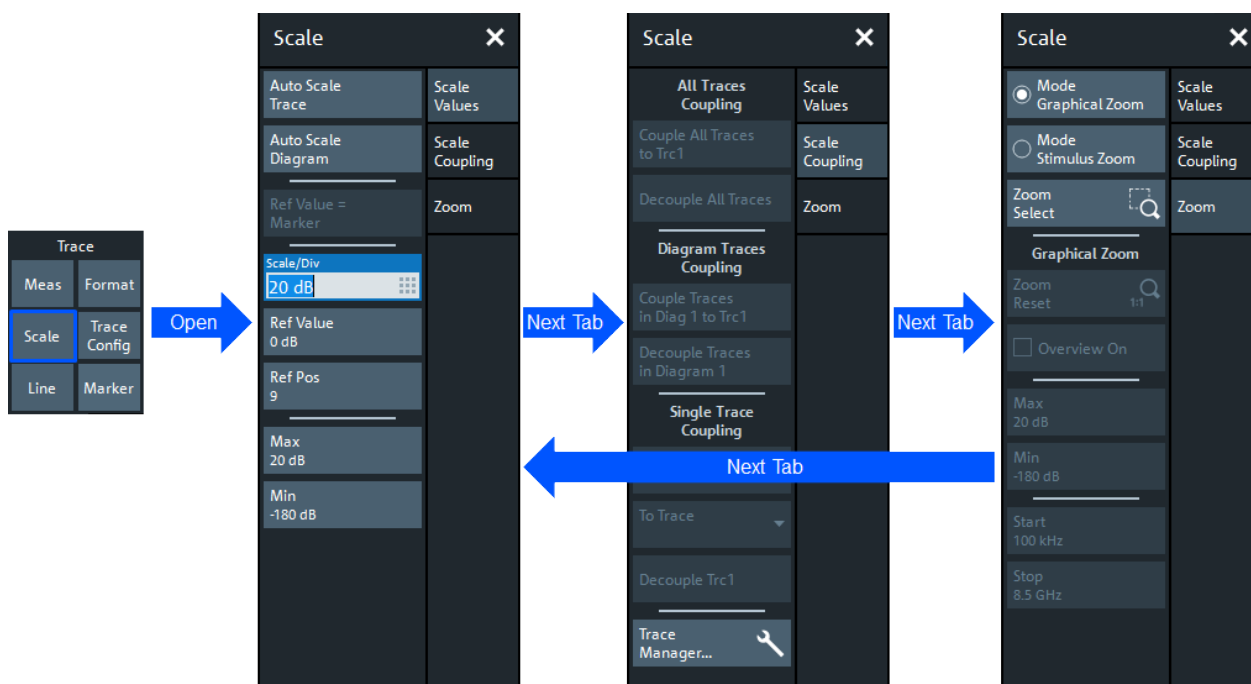 Trace
Meas
Format
Scale
Trace
Config
Line
Marker
Open
Scale
Auto Scale
Trace
Auto Scale
Diagram
Ref Value =
Marker
Scale/Div
20 dB
Ref Value
0 dB
Ref Pos
9
Max
20 dB
Min
-180 dB
Scale
Values
Scale
Coupling
Zoom
Next Tab
Scale
All Traces
Coupling
Couple All Traces
to Trc1
Decouple All Traces
Diagram Traces
Coupling
Couple Traces
in Diag 1 to Trc1
Decouple Traces
in Diagram 1
Single Trace
Coupling
To Trace
Decouple Trc1
Trace
Manager...
Scale
Values
Scale
Coupling
Zoom
Next Tab
Next Tab
Scale
Mode
Graphical Zoom
Mode
Stimulus Zoom
Zoom
Select
Graphical Zoom
Zoom
Reset
1:1
Overview On
Max
20 dB
Min
-180 dB
Start
100 kHz
Stop
8.5 GHz
Scale
Values
Scale
Coupling
Zoom